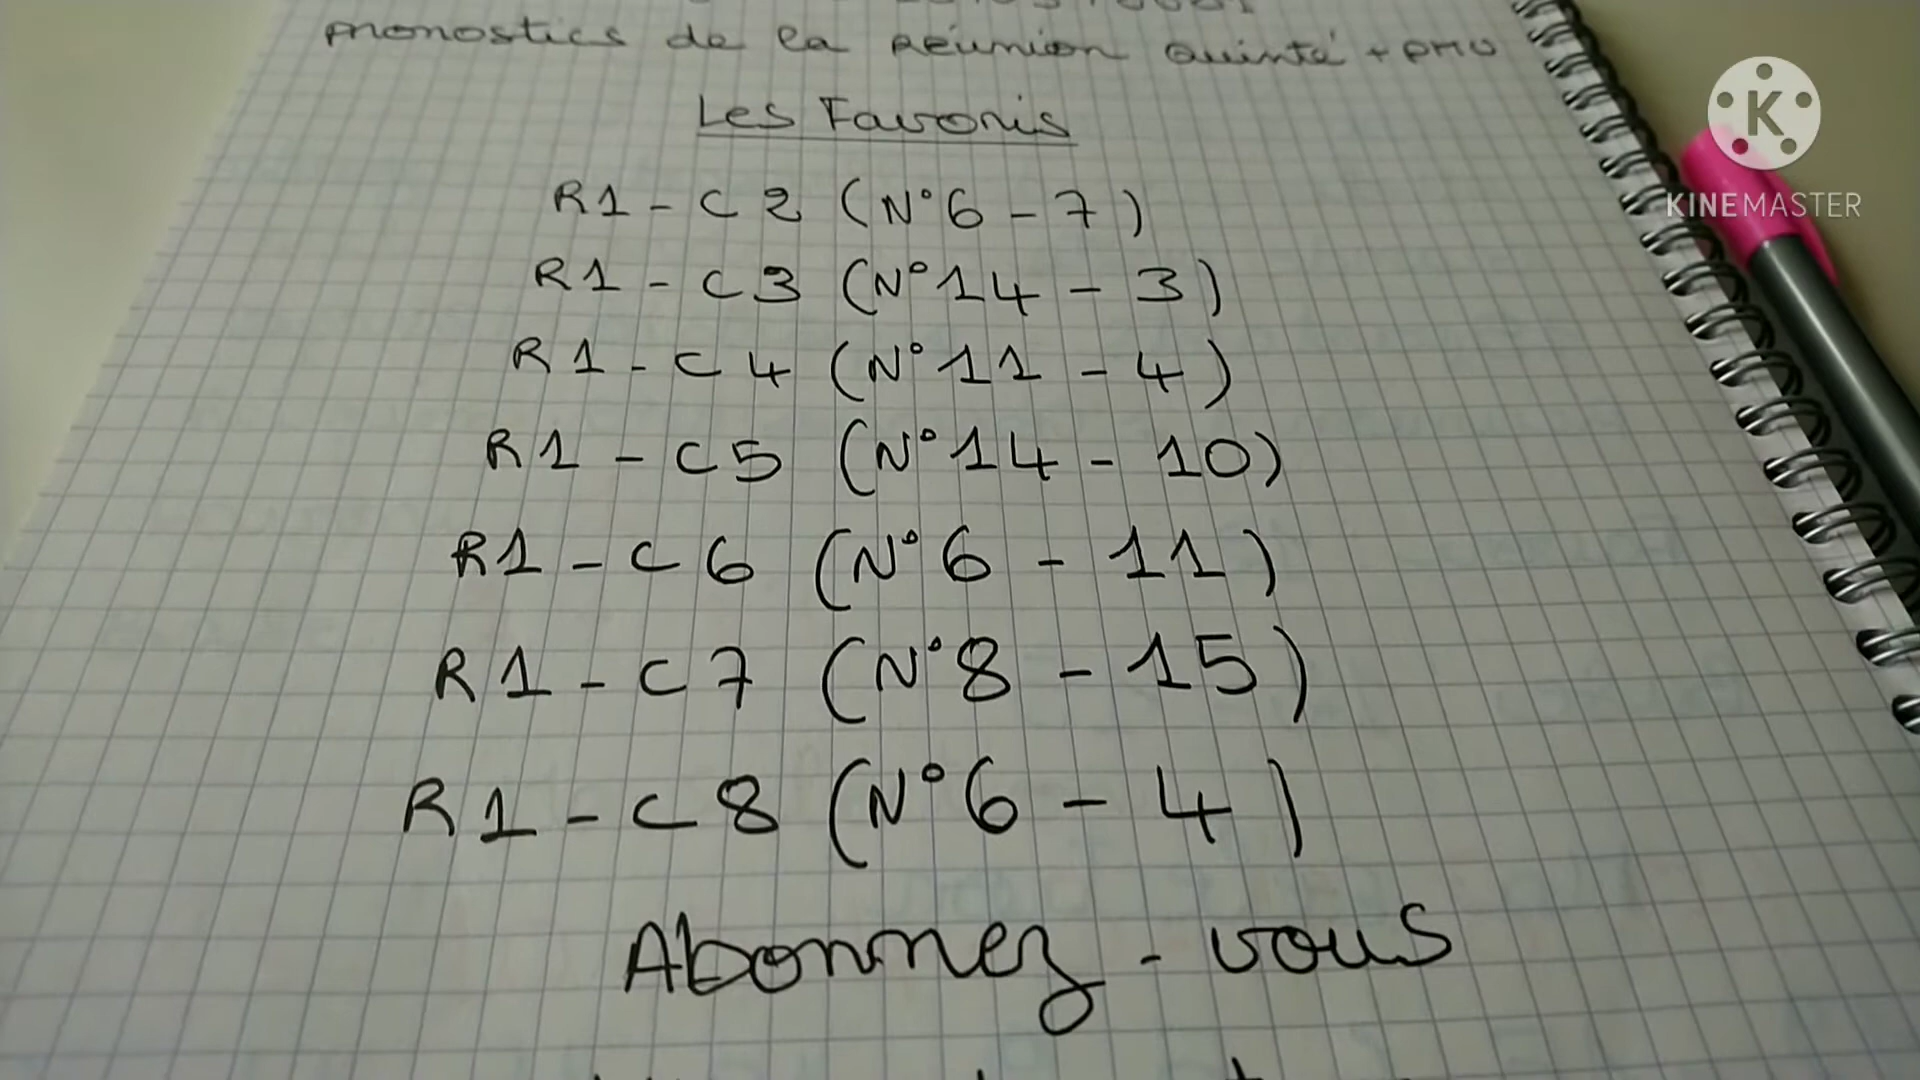 pronostics de la Réunion Quinté + PMU
Les Favoris
R1 - C2 (N°6 - 7)
R1 - C3 (N°14 - 3)
R1 - C4 (N°11 - 4)
R1 - C5 (N°14 - 10)
R1 - C6 (N°6 - 11)
R1 - C7 (N°8 - 15)
R1 - C8 (N°6 - 4)
Abonnez - vous
K
KINEMASTER